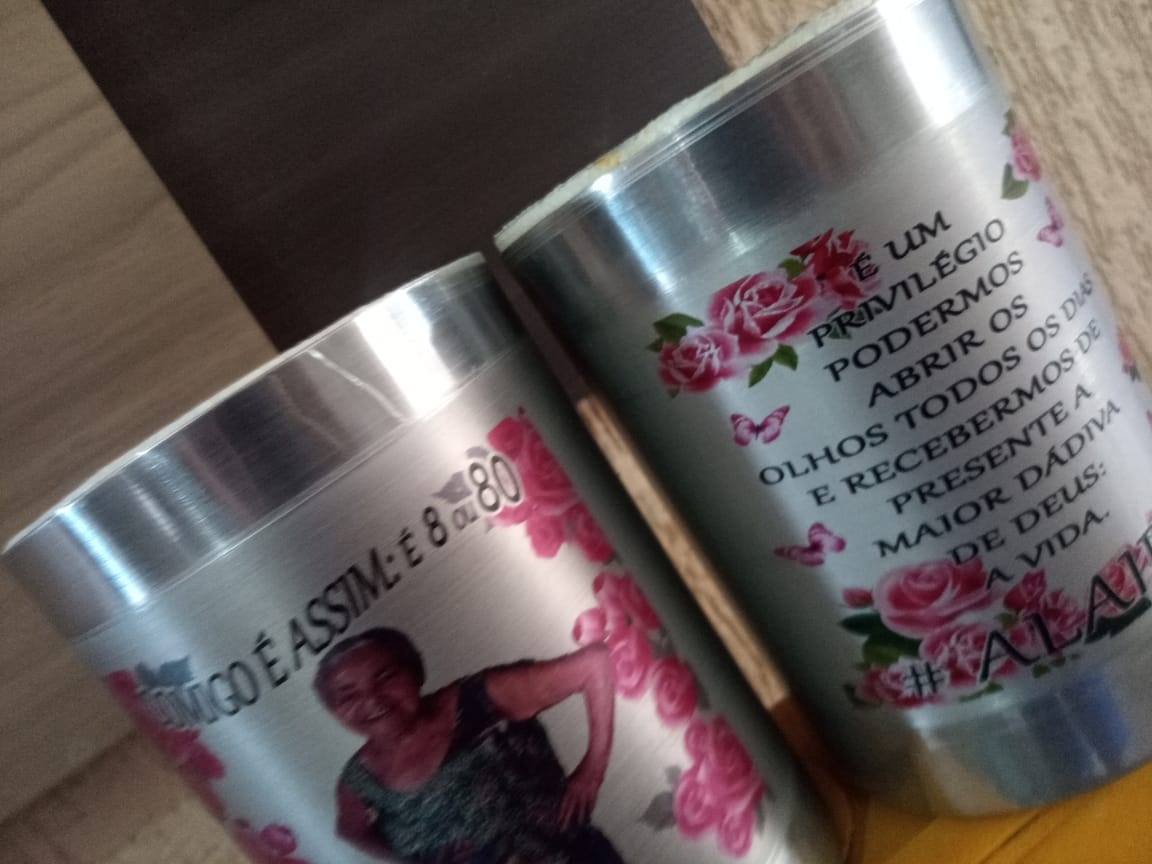 COMIGO É ASSIM: É 8 ou 80
É UM
PRIVILÉGIO
PODERMOS
ABRIR OS
OLHOS TODOS OS DIAS
E RECEBERMOS DE
PRESENTE A
MAIOR DÁDIVA
DE DEUS:
A VIDA.